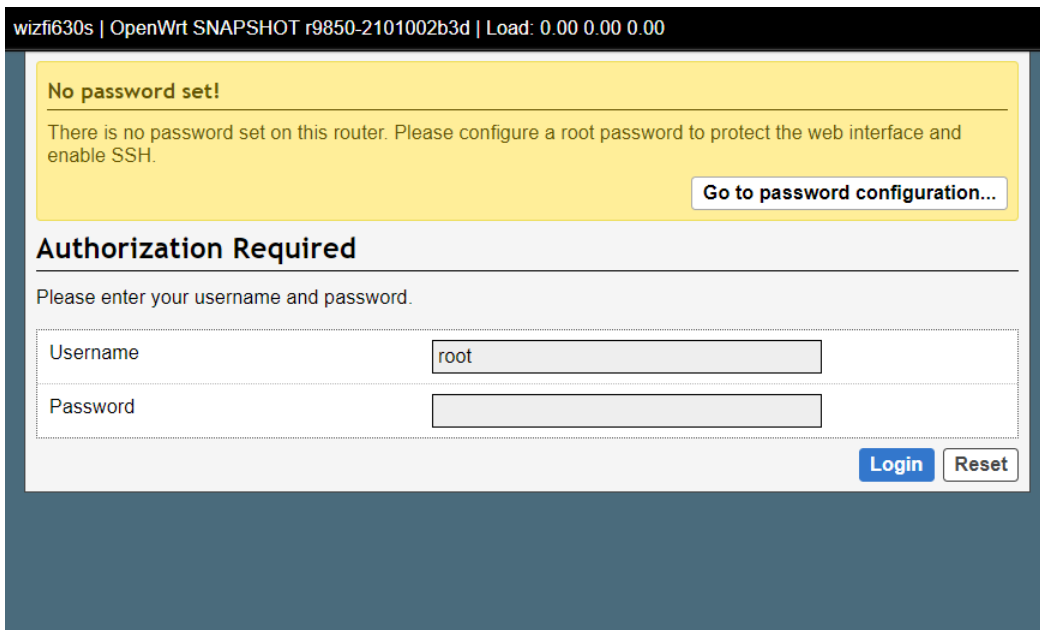 wizfi630s | OpenWrt SNAPSHOT r9850-2101002b3d | Load: 0.00 0.00 0.00
No password set!
There is no password set on this router. Please configure a root password to protect the web interface and
enable SSH.
Go to password configuration...
Authorization Required
Please enter your username and password.
Username
root
Password
Login
Reset